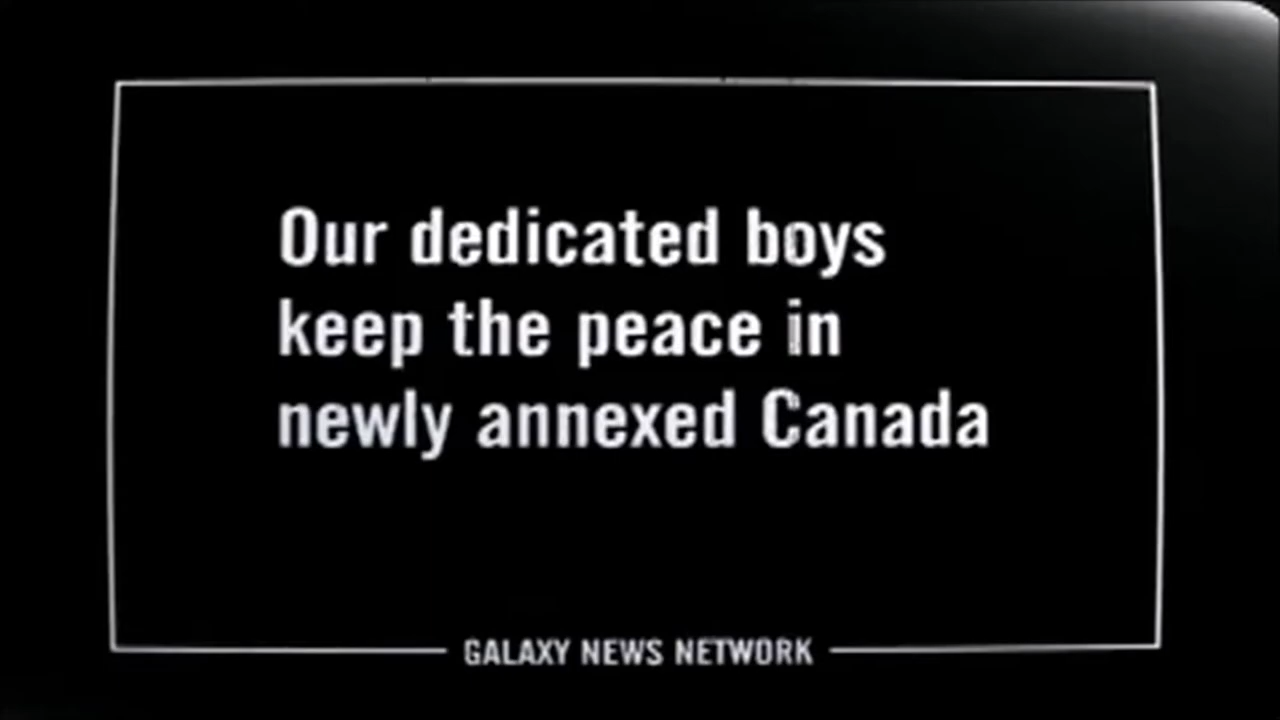 Our dedicated boys
keep the peace in
newly annexed Canada
GALAXY NEWS NETWORK